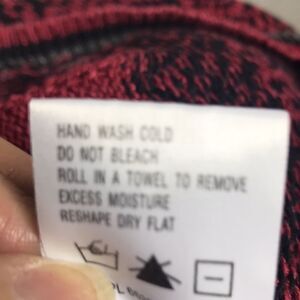 HAND WASH COLD
DO NOT BLEACH
ROLL IN A TOWEL TO REMOVE
EXCESS MOISTURE
RESHAPE DRY FLAT